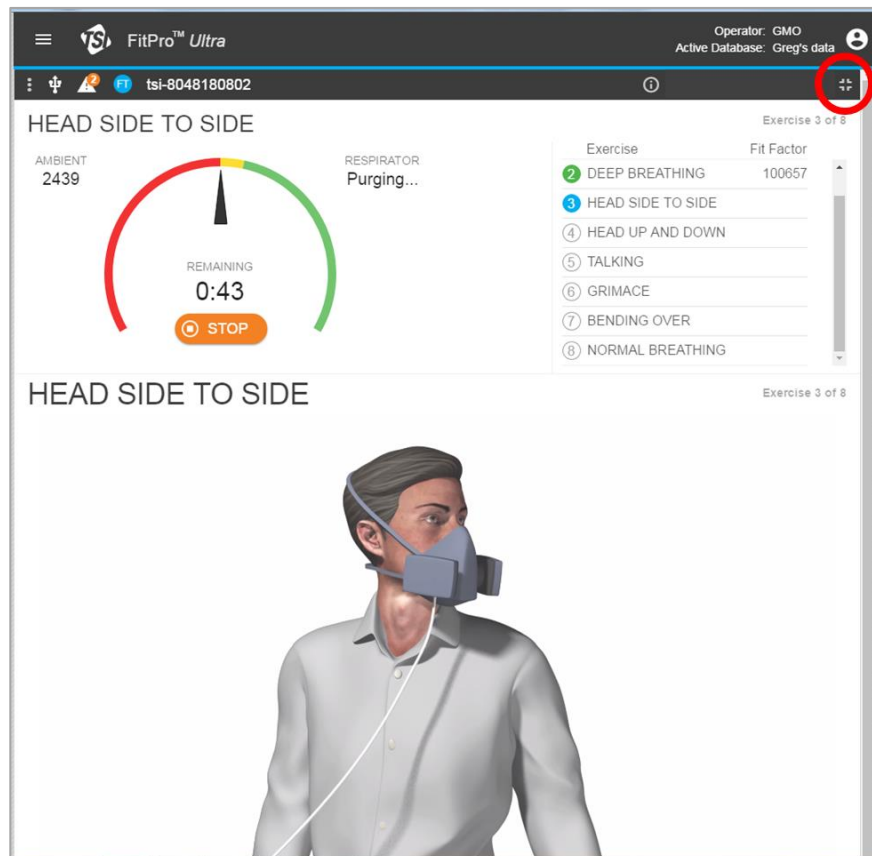 TSI FitPro™ Ultra
Operator: GMO
Active Database: Greg's data
2 FT tsi-8048180802
HEAD SIDE TO SIDE
Exercise 3 of 8
AMBIENT
2439
RESPIRATOR
Purging...
REMAINING
0:43
STOP
Exercise Fit Factor
2 DEEP BREATHING 100657
3 HEAD SIDE TO SIDE
4 HEAD UP AND DOWN
5 TALKING
6 GRIMACE
7 BENDING OVER
8 NORMAL BREATHING
HEAD SIDE TO SIDE
Exercise 3 of 8